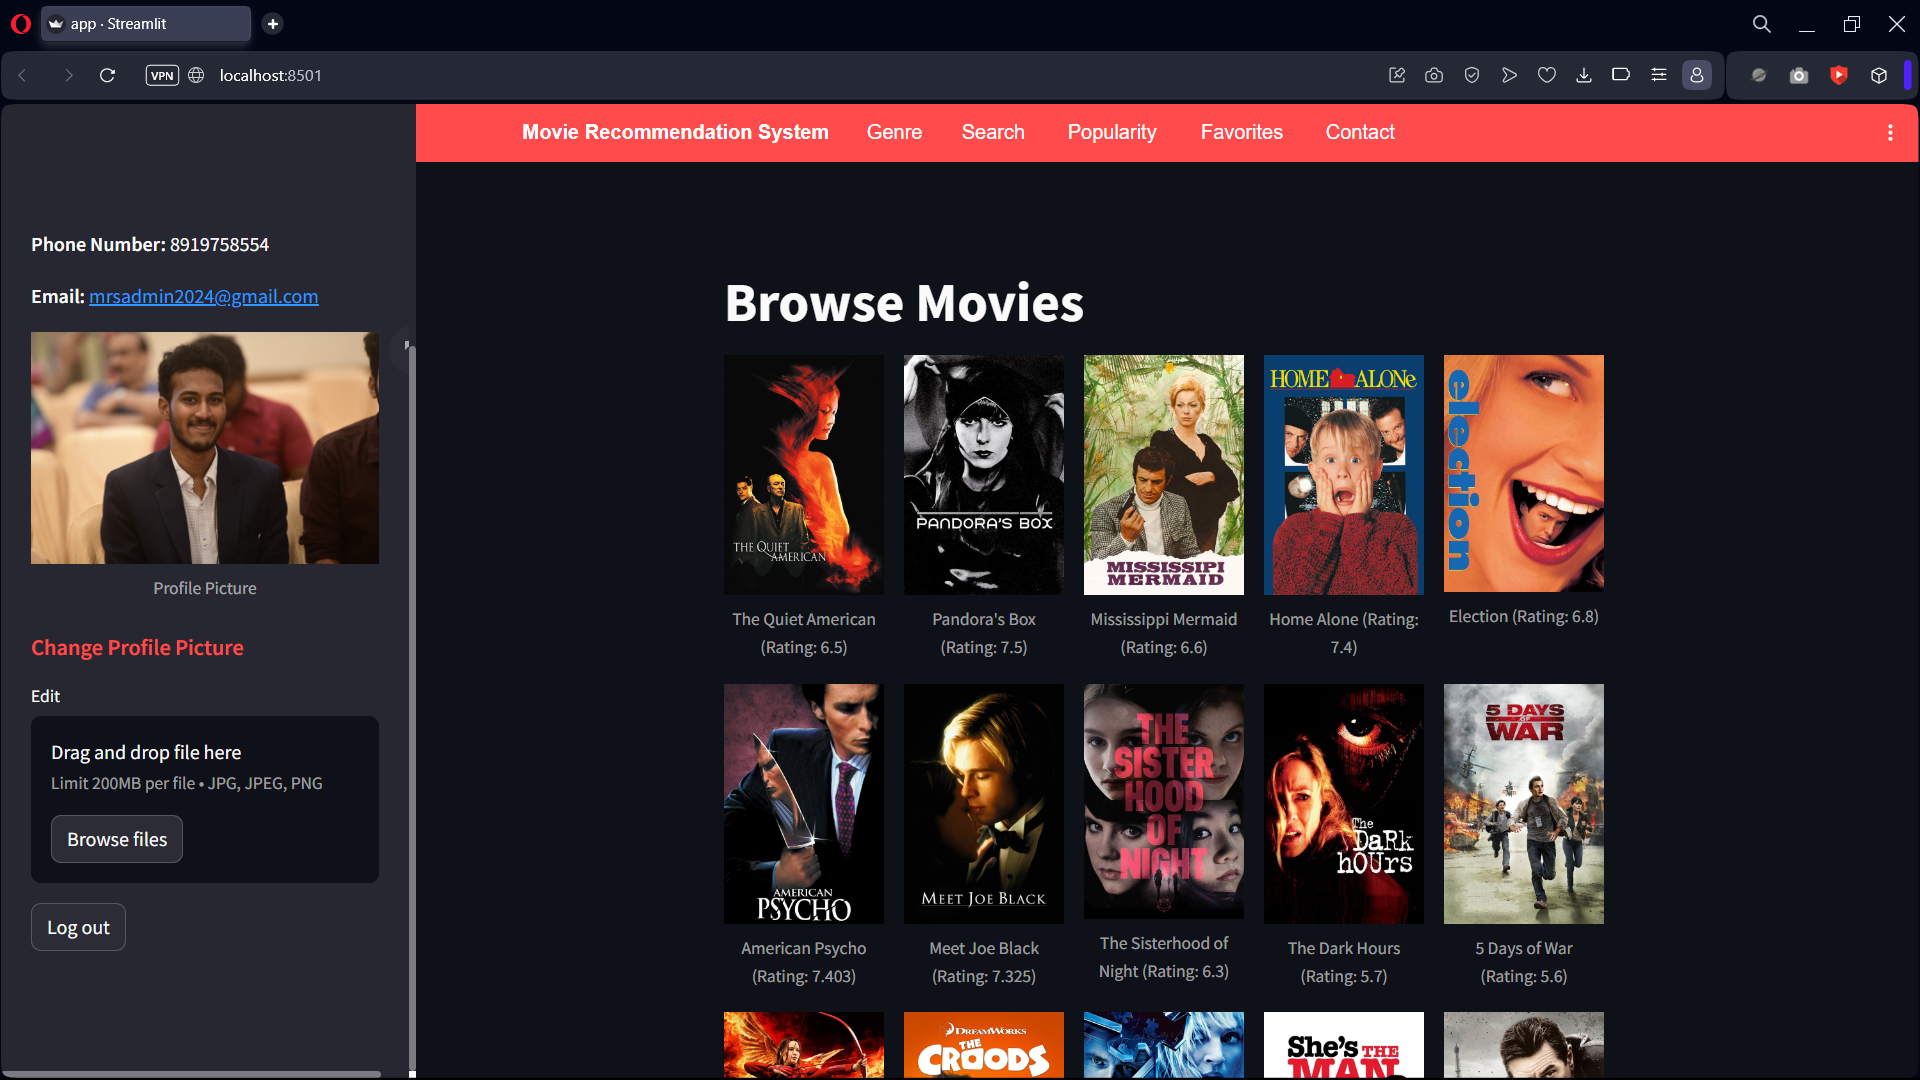 app · Streamlit
VPN
localhost:8501
Movie Recommendation System
Genre
Search
Popularity
Favorites
Contact
Phone Number: 8919758554
Email: mrsadmin2024@gmail.com
Profile Picture
Change Profile Picture
Edit
Drag and drop file here
Limit 200MB per file • JPG, JPEG, PNG
Browse files
Log out
Browse Movies
THE QUIET
AMERICAN
PANDORA'S BOX
MISSISSIPI
MERMAID
HOME ALONe
election
The Quiet American
(Rating: 6.5)
Pandora's Box
(Rating: 7.5)
Mississippi Mermaid
(Rating: 6.6)
Home Alone (Rating:
7.4)
Election (Rating: 6.8)
AMERICAN
PSYCHO
MEET JOE BLACK
THE
SISTER
HOOD
OF
NIGHT
The
DaRk
hOUrs
5 DAYS
OF
WAR
American Psycho
(Rating: 7.403)
Meet Joe Black
(Rating: 7.325)
The Sisterhood of
Night (Rating: 6.3)
The Dark Hours
(Rating: 5.7)
5 Days of War
(Rating: 5.6)
DREAMWORKS
THE
CROODS
She's THE
MAN